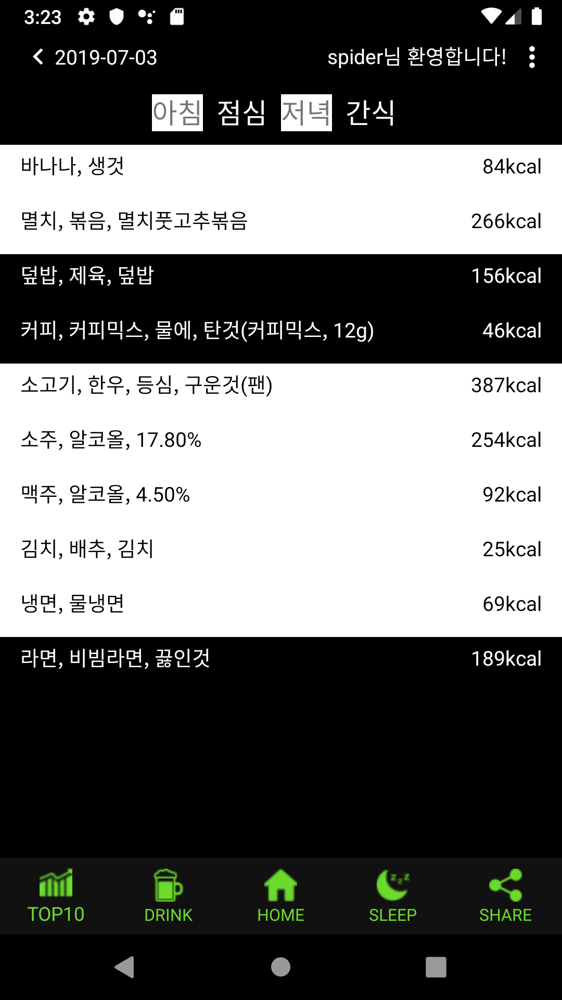 3:23
2019-07-03 spider님 환영합니다!
아침 점심 저녁 간식
바나나, 생것 84kcal
멸치, 볶음, 멸치풋고추볶음 266kcal
덮밥, 제육, 덮밥 156kcal
커피, 커피믹스, 물에, 탄것(커피믹스, 12g) 46kcal
소고기, 한우, 등심, 구운것(팬) 387kcal
소주, 알코올, 17.80% 254kcal
맥주, 알코올, 4.50% 92kcal
김치, 배추, 김치 25kcal
냉면, 물냉면 69kcal
라면, 비빔라면, 끓인것 189kcal
TOP10 DRINK HOME SLEEP SHARE